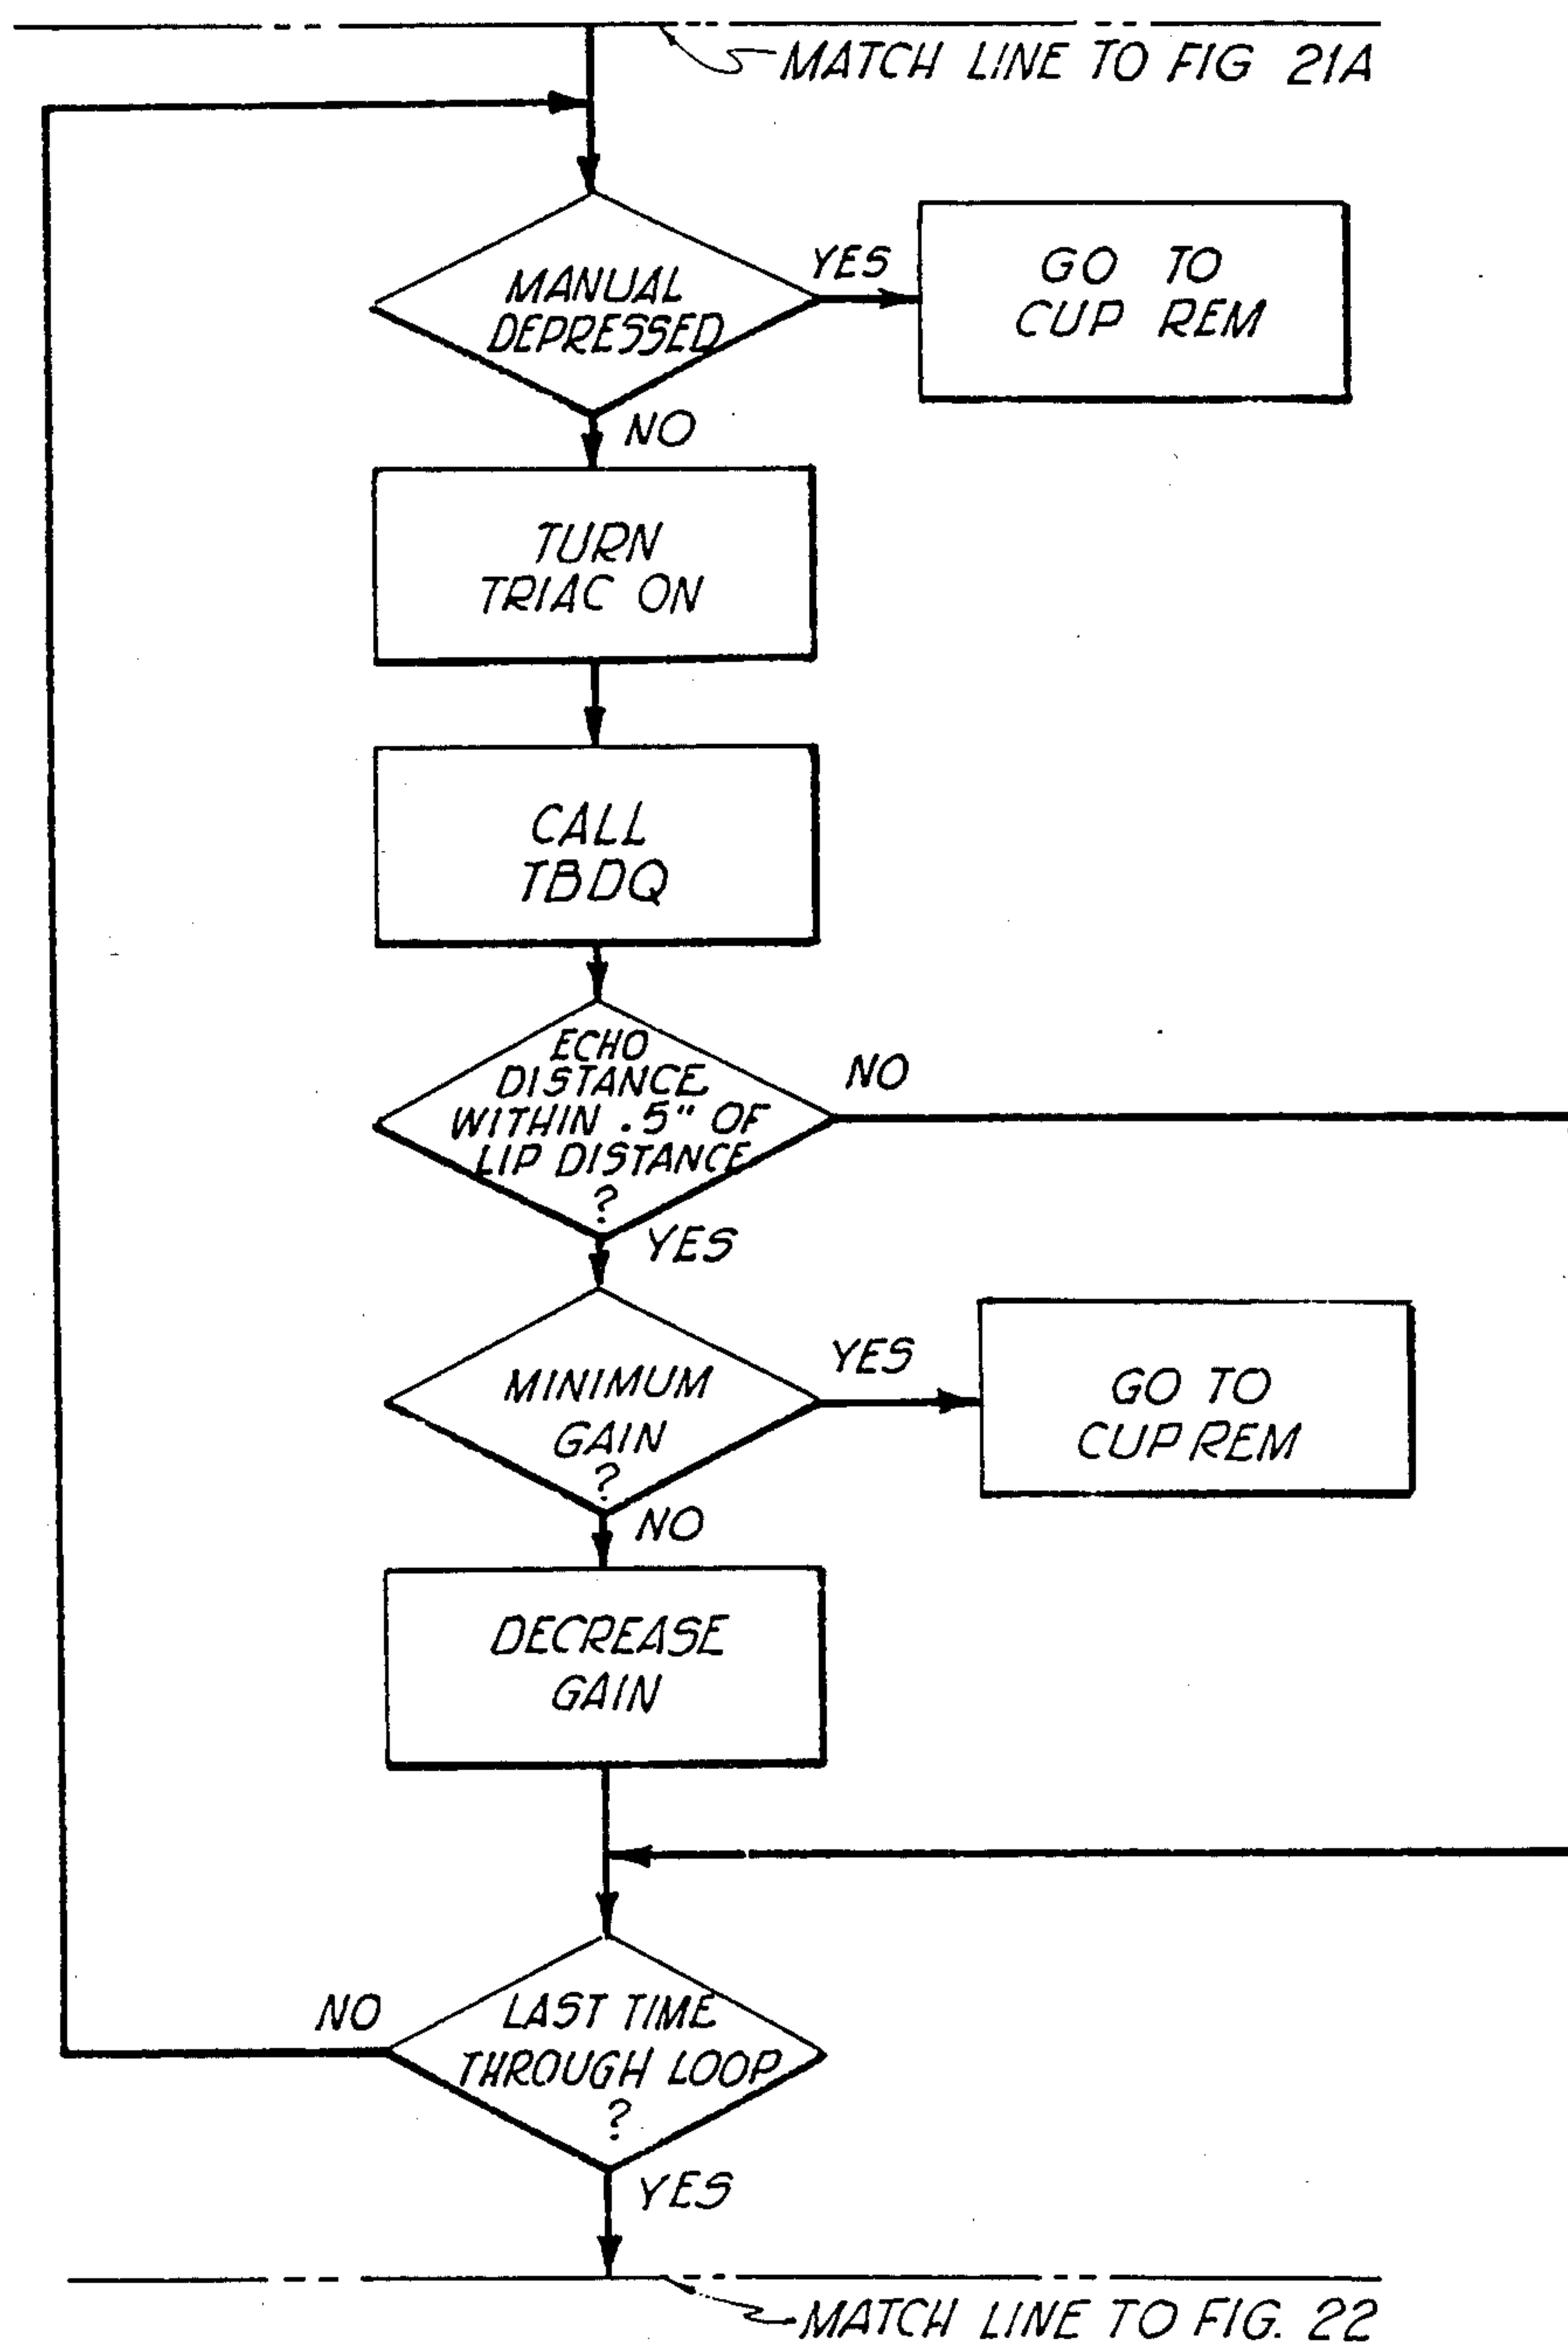 MATCH LINE TO FIG 21A
MANUAL
DEPRESSED
YES
GO TO
CUP REM
NO
TURN
TRIAC ON
CALL
TBDQ
ECHO
DISTANCE
WITHIN .5" OF
LIP DISTANCE
?
NO
YES
MINIMUM
GAIN
?
YES
GO TO
CUP REM
NO
DECREASE
GAIN
NO
LAST TIME
THROUGH LOOP
?
YES
MATCH LINE TO FIG. 22